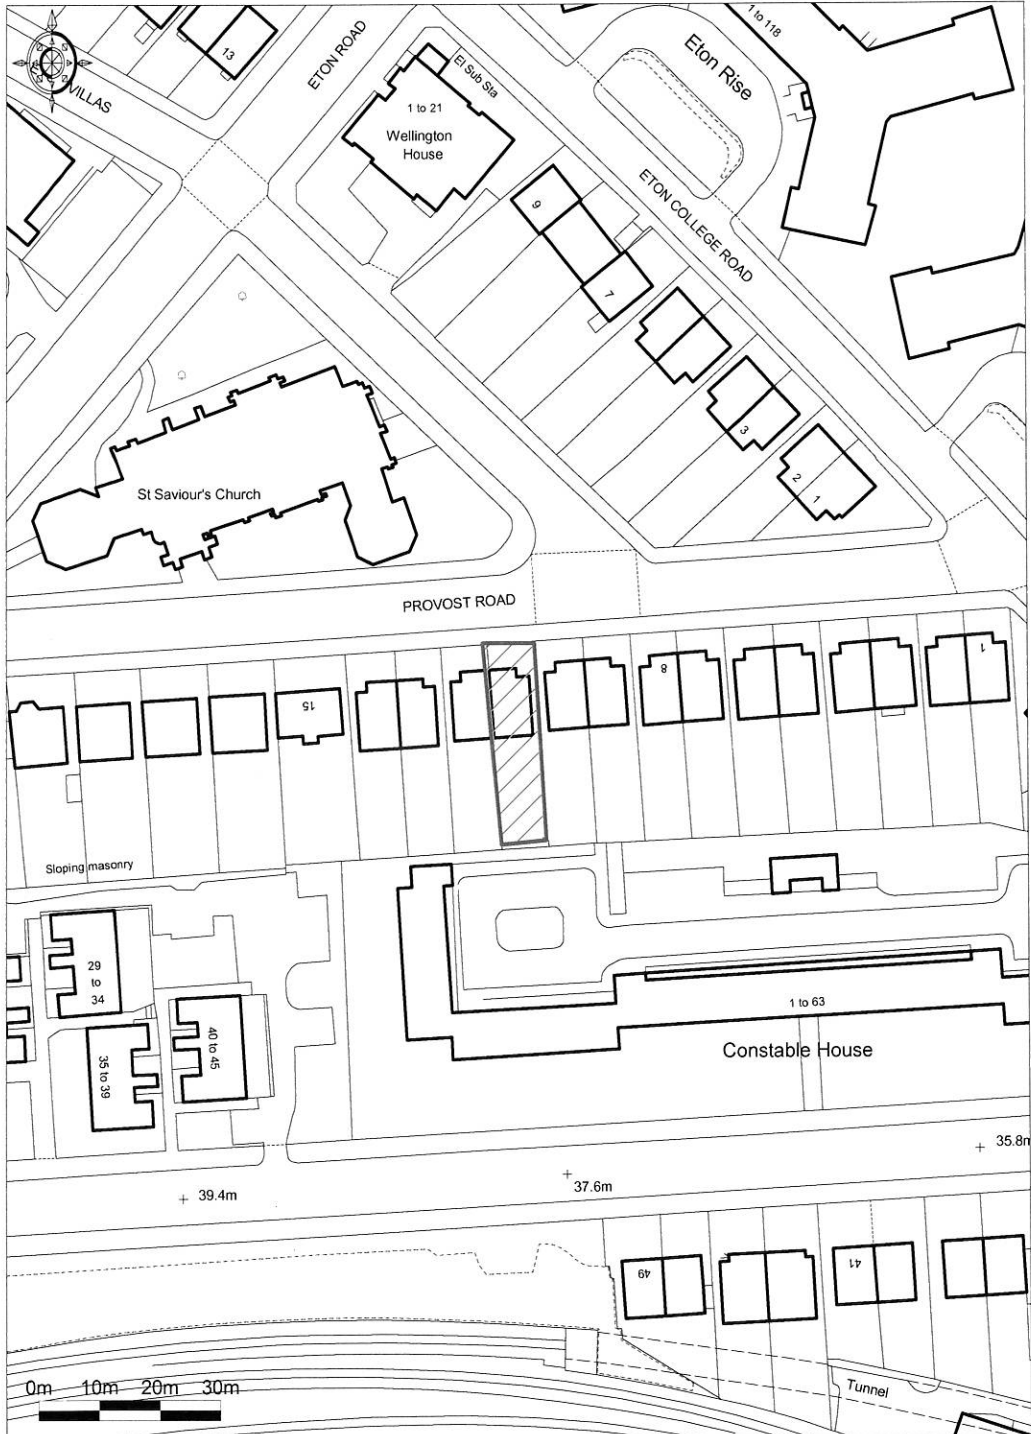 1 to 118
13
ETON ROAD
Eton Rise
El Sub Sta
VILLAS
1 to 21
Wellington
House
ETON COLLEGE ROAD
9
7
3
2
1
St Saviour's Church
PROVOST ROAD
1
8
15
Sloping masonry
29
to
34
1 to 63
40 to 45
Constable House
35 to 39
35.8m
37.6m
39.4m
49
41
0m 10m 20m 30m
Tunnel